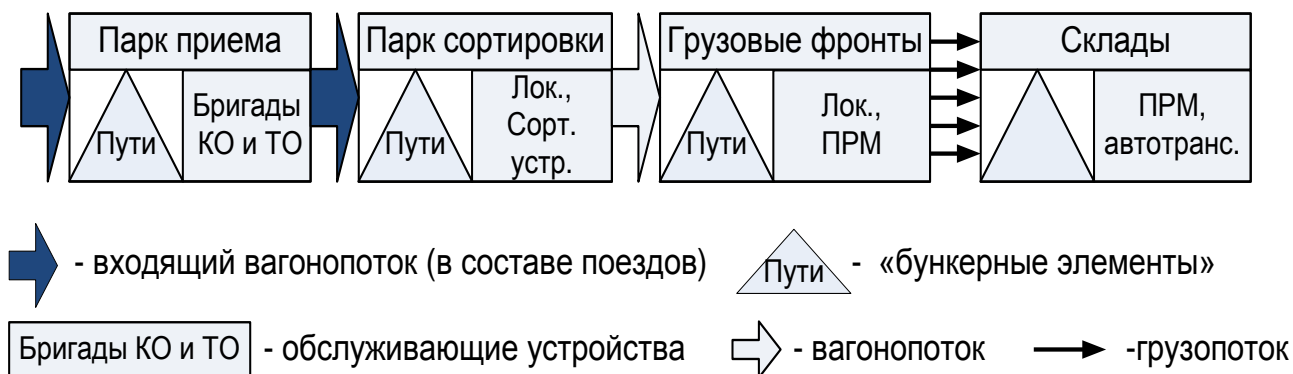 Парк приема
Парк сортировки
Грузовые фронты
Склады
Пути
Бригады
КО и ТО
Пути
Лок.,
Сорт.
устр.
Пути
Лок.,
ПРМ
ПРМ,
автотранс.
- входящий вагонопоток (в составе поездов)
Пути
- «бункерные элементы»
Бригады КО и ТО
- обслуживающие устройства
- вагонопоток
-грузопоток